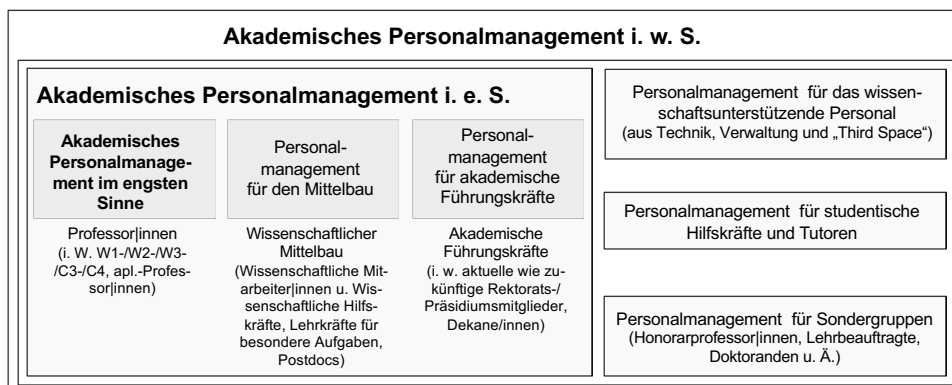 Akademisches Personalmanagement i. w. S.
Akademisches Personalmanagement i. e. S.
Akademisches
Personalmanage-
ment im engsten
Sinne
Professor|innen
(i. W. W1-/W2-/W3-
/C3-/C4, apl.-Profes-
sor|innen)
Personal-
management
für den Mittelbau
Wissenschaftlicher
Mittelbau
(Wissenschaftliche Mit-
arbeiter|innen u. Wis-
senschaftliche Hilfs-
kräfte, Lehrkräfte für
besondere Aufgaben,
Postdocs)
Personal-
management
für akademische
Führungskräfte
Akademische
Führungskräfte
(i. w. aktuelle wie zu-
künftige Rektorats-/
Präsidiumsmitglieder,
Dekane/innen)
Personalmanagement für das wissen-
schaftsunterstützende Personal
(aus Technik, Verwaltung und „Third Space“)
Personalmanagement für studentische
Hilfskräfte und Tutoren
Personalmanagement für Sondergruppen
(Honorarprofessor|innen, Lehrbeauftragte,
Doktoranden u. Ä.)